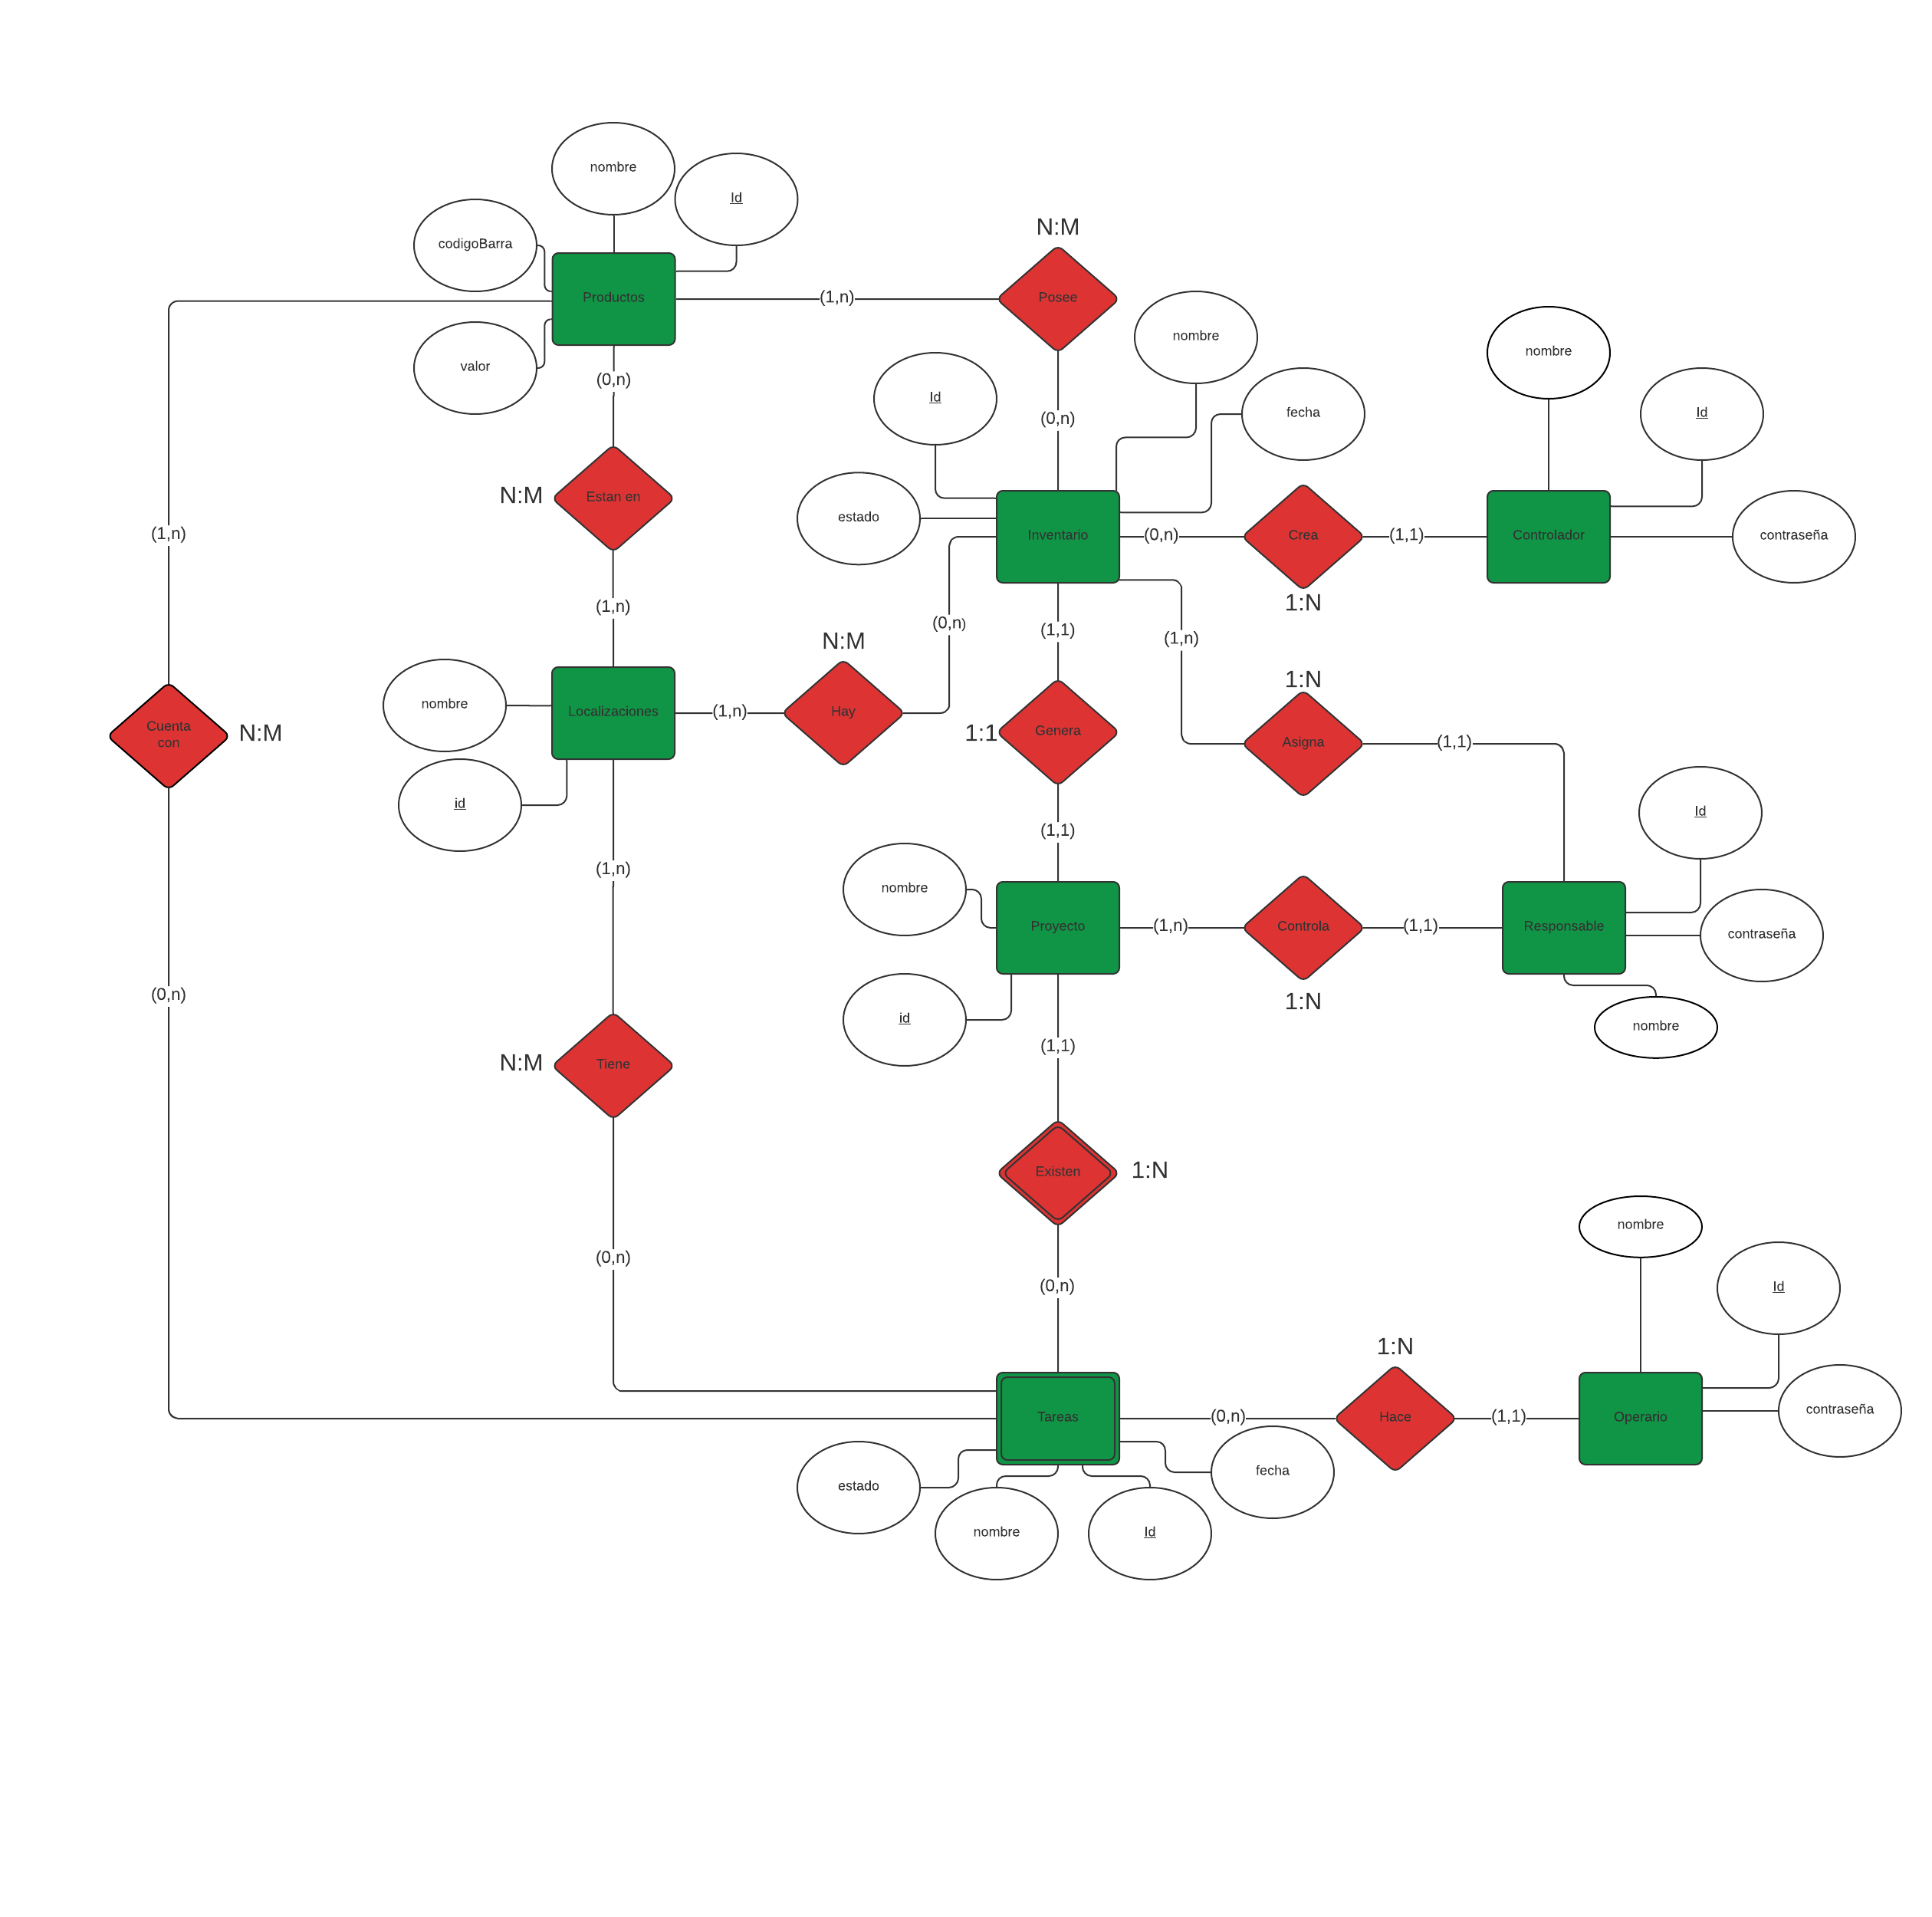 nombre
Id
codigoBarra
N:M
Productos
(1,n)
Posee
nombre
valor
(0,n)
Id
(0,n)
fecha
nombre
Id
N:M
Estan en
estado
Inventario
(0,n)
Crea
(1,1)
Controlador
contraseña
(1,n)
1:N
(1,n)
(0,n)
(1,1)
(1,n)
N:M
1:N
nombre
Localizaciones
(1,n)
Hay
Cuenta
con
N:M
1:1
Genera
Asigna
(1,1)
id
(1,1)
Id
(1,n)
nombre
Proyecto
(1,n)
Controla
(1,1)
Responsable
contraseña
(0,n)
id
1:N
nombre
N:M
Tiene
(1,1)
Existen
1:N
(0,n)
(0,n)
nombre
Id
1:N
Tareas
(0,n)
Hace
(1,1)
Operario
contraseña
estado
fecha
nombre
Id